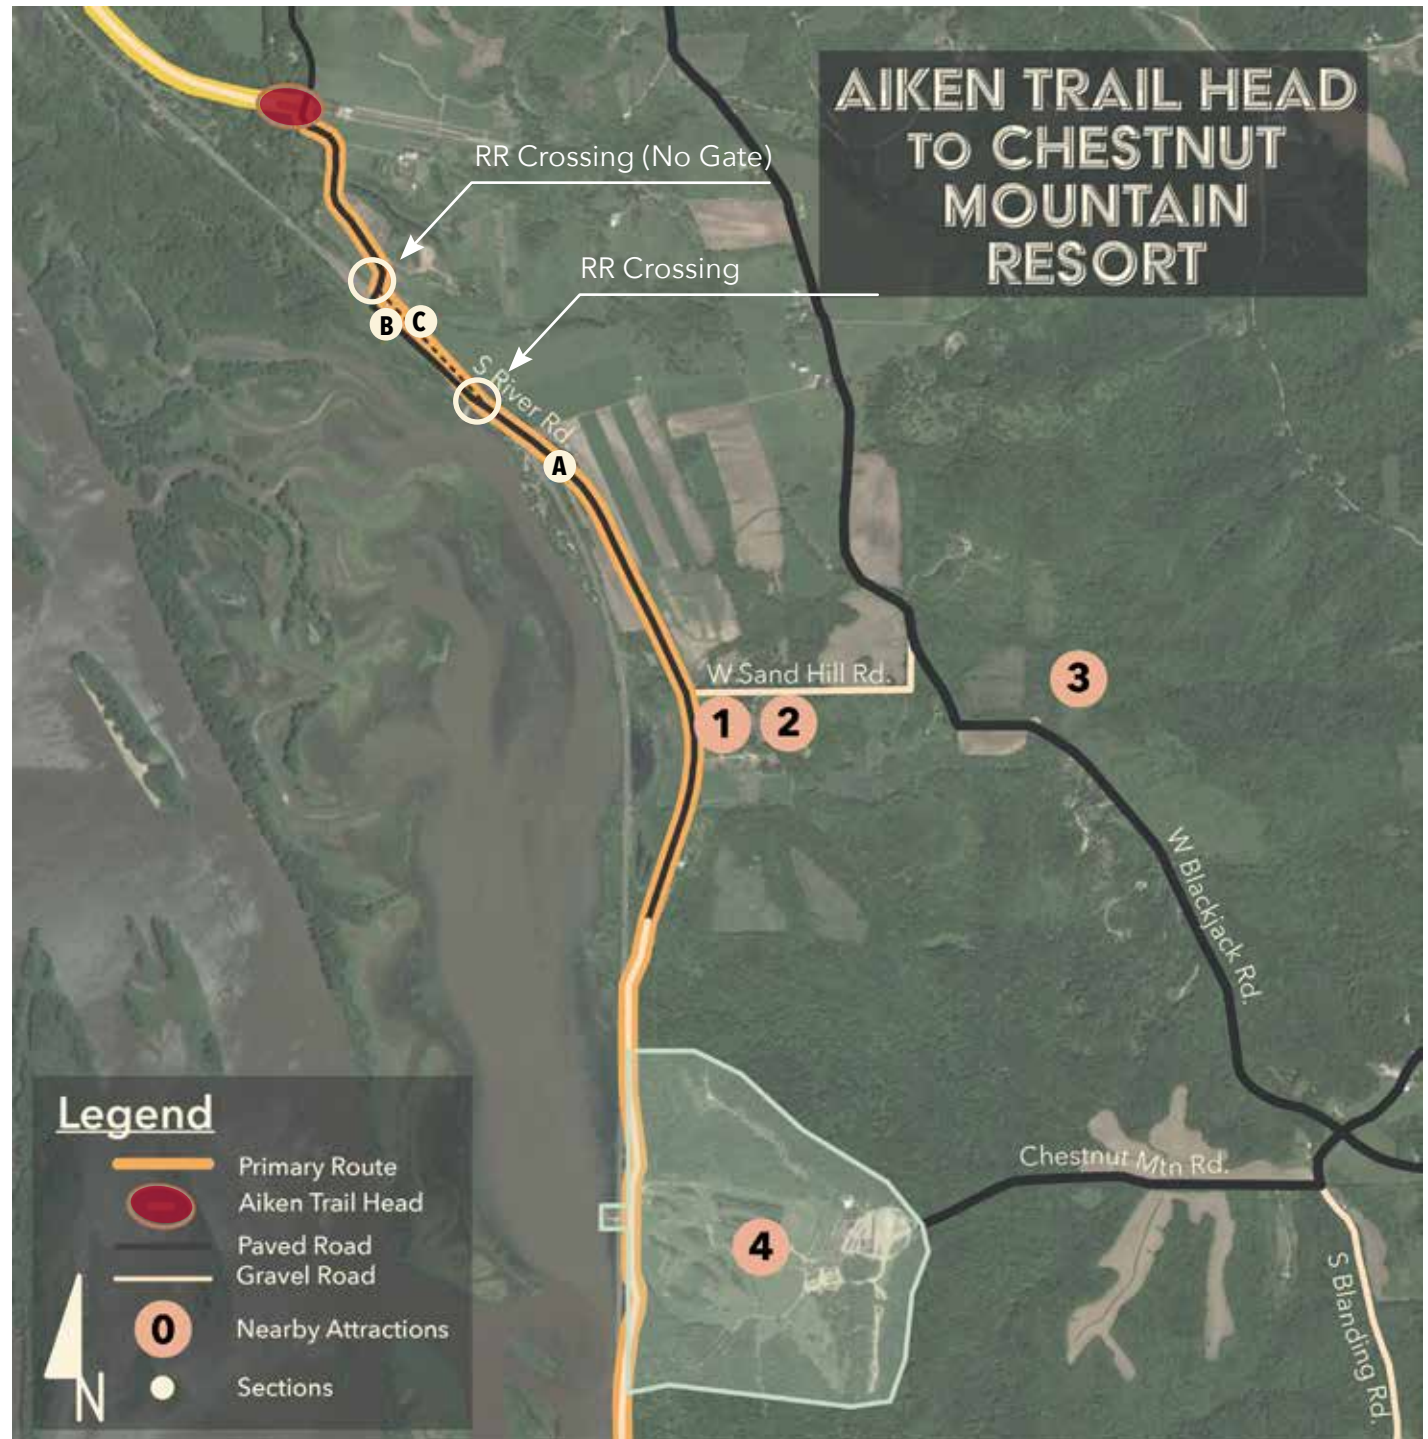 AIKEN TRAIL HEAD
TO CHESTNUT
MOUNTAIN
RESORT
RR Crossing (No Gate)
RR Crossing
B
C
S River Rd.
A
W Sand Hill Rd.
1
2
3
W Blackjack Rd.
Chestnut Mtn Rd.
4
S Blanding Rd.
Legend
Primary Route
Aiken Trail Head
Paved Road
Gravel Road
0
Nearby Attractions
Sections
N